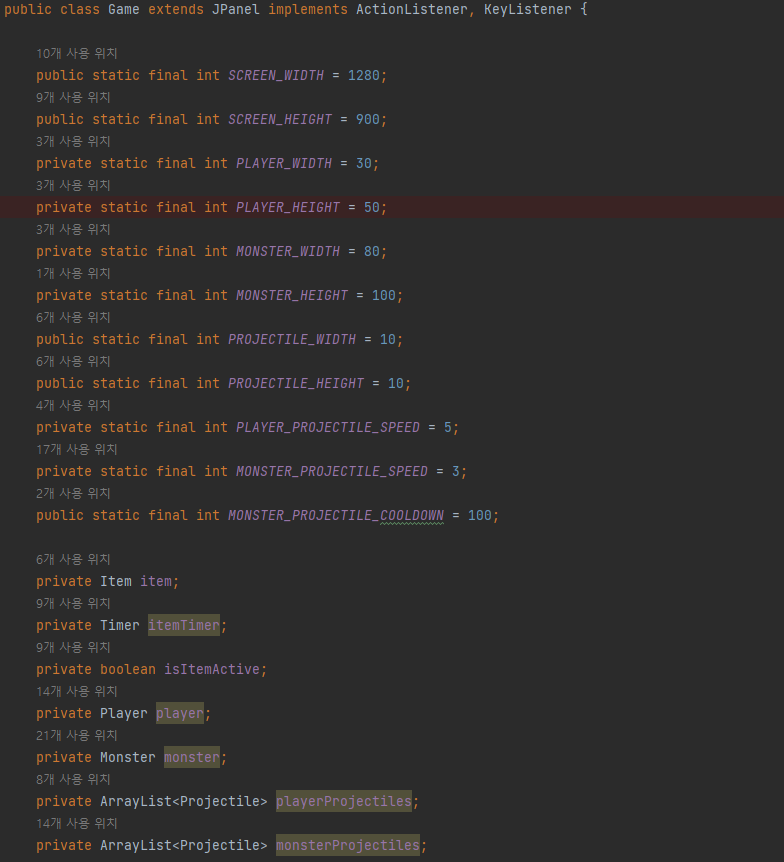 public class Game extends JPanel implements ActionListener, KeyListener {
10개 사용 위치
public static final int SCREEN_WIDTH = 1280;
9개 사용 위치
public static final int SCREEN_HEIGHT = 900;
3개 사용 위치
private static final int PLAYER_WIDTH = 30;
3개 사용 위치
private static final int PLAYER_HEIGHT = 50;
3개 사용 위치
private static final int MONSTER_WIDTH = 80;
1개 사용 위치
private static final int MONSTER_HEIGHT = 100;
6개 사용 위치
public static final int PROJECTILE_WIDTH = 10;
6개 사용 위치
public static final int PROJECTILE_HEIGHT = 10;
4개 사용 위치
private static final int PLAYER_PROJECTILE_SPEED = 5;
17개 사용 위치
private static final int MONSTER_PROJECTILE_SPEED = 3;
2개 사용 위치
public static final int MONSTER_PROJECTILE_COOLDOWN = 100;
6개 사용 위치
private Item item;
9개 사용 위치
private Timer itemTimer;
9개 사용 위치
private boolean isItemActive;
14개 사용 위치
private Player player;
21개 사용 위치
private Monster monster;
8개 사용 위치
private ArrayList<Projectile> playerProjectiles;
14개 사용 위치
private ArrayList<Projectile> monsterProjectiles;